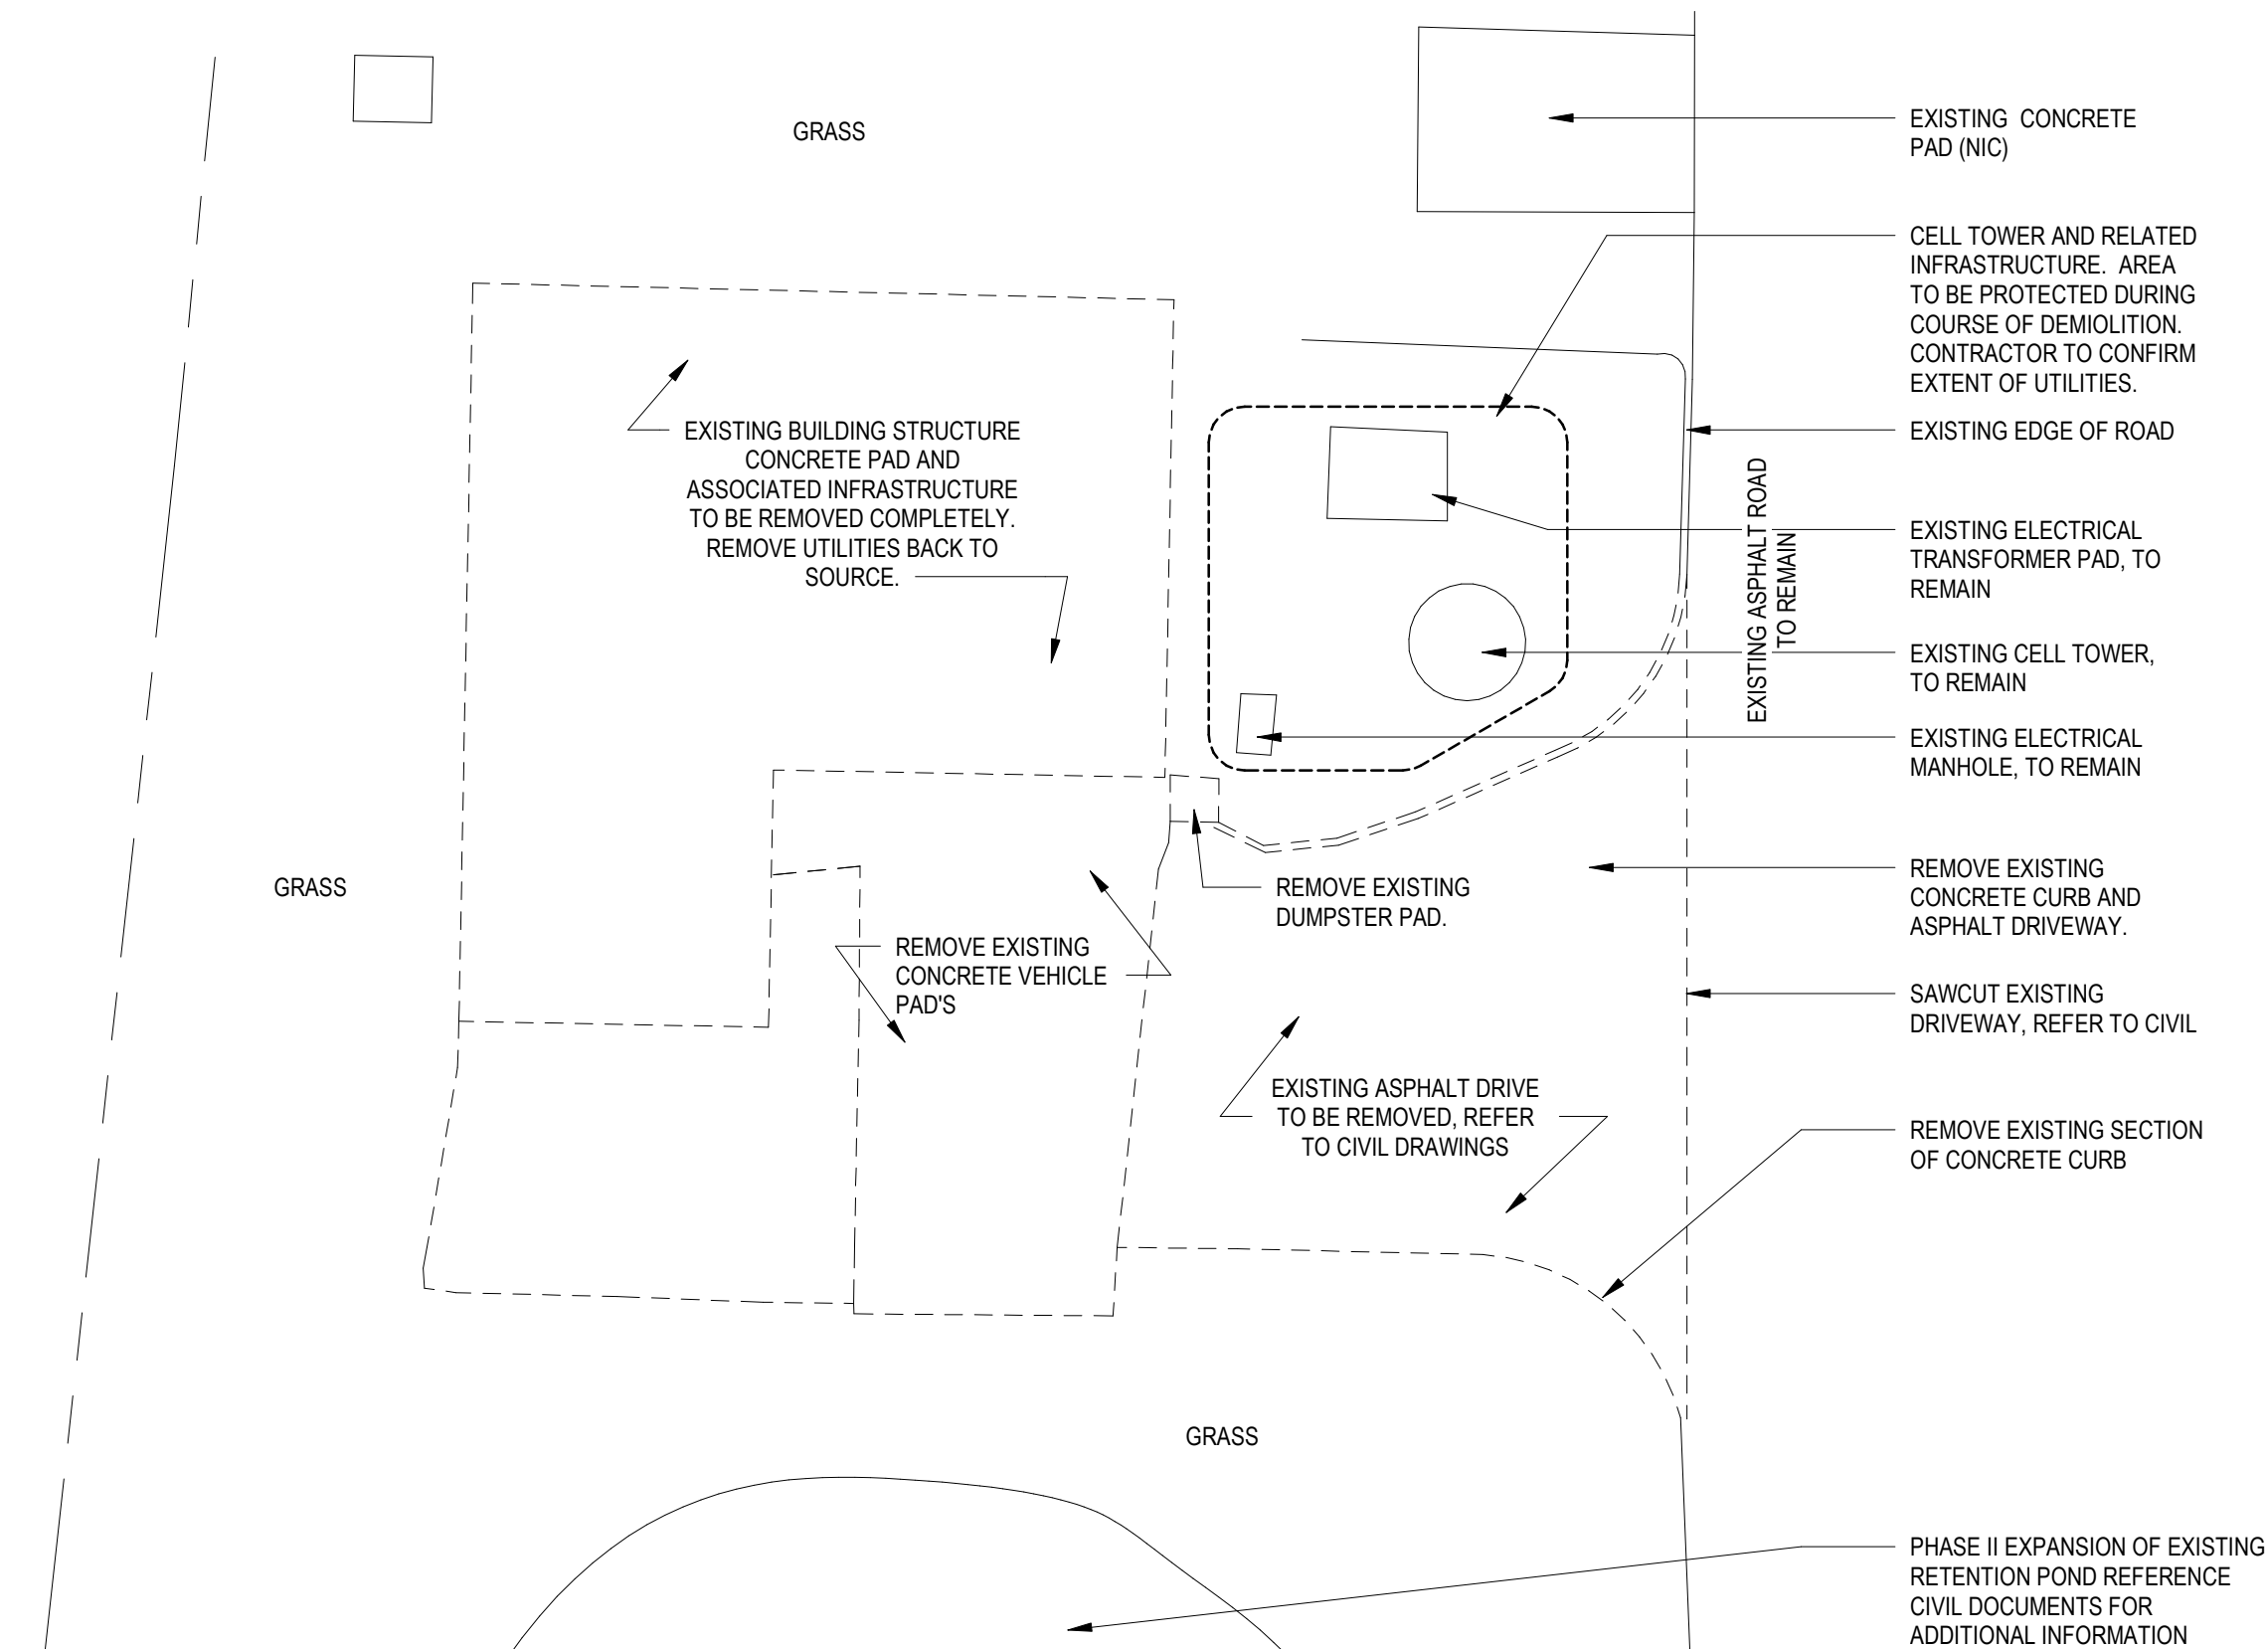 GRASS
EXISTING CONCRETE
PAD (NIC)
CELL TOWER AND RELATED
INFRASTRUCTURE. AREA
TO BE PROTECTED DURING
COURSE OF DEMIOLITION.
CONTRACTOR TO CONFIRM
EXTENT OF UTILITIES.
EXISTING EDGE OF ROAD
EXISTING BUILDING STRUCTURE
CONCRETE PAD AND
ASSOCIATED INFRASTRUCTURE
TO BE REMOVED COMPLETELY.
REMOVE UTILITIES BACK TO
SOURCE.
EXISTING ASPHALT ROAD
TO REMAIN
EXISTING ELECTRICAL
TRANSFORMER PAD, TO
REMAIN
EXISTING CELL TOWER,
TO REMAIN
EXISTING ELECTRICAL
MANHOLE, TO REMAIN
GRASS
REMOVE EXISTING
DUMPSTER PAD.
REMOVE EXISTING
CONCRETE CURB AND
ASPHALT DRIVEWAY.
REMOVE EXISTING
CONCRETE VEHICLE
PAD'S
SAWCUT EXISTING
DRIVEWAY, REFER TO CIVIL
EXISTING ASPHALT DRIVE
TO BE REMOVED, REFER
TO CIVIL DRAWINGS
REMOVE EXISTING SECTION
OF CONCRETE CURB
GRASS
PHASE II EXPANSION OF EXISTING
RETENTION POND REFERENCE
CIVIL DOCUMENTS FOR
ADDITIONAL INFORMATION